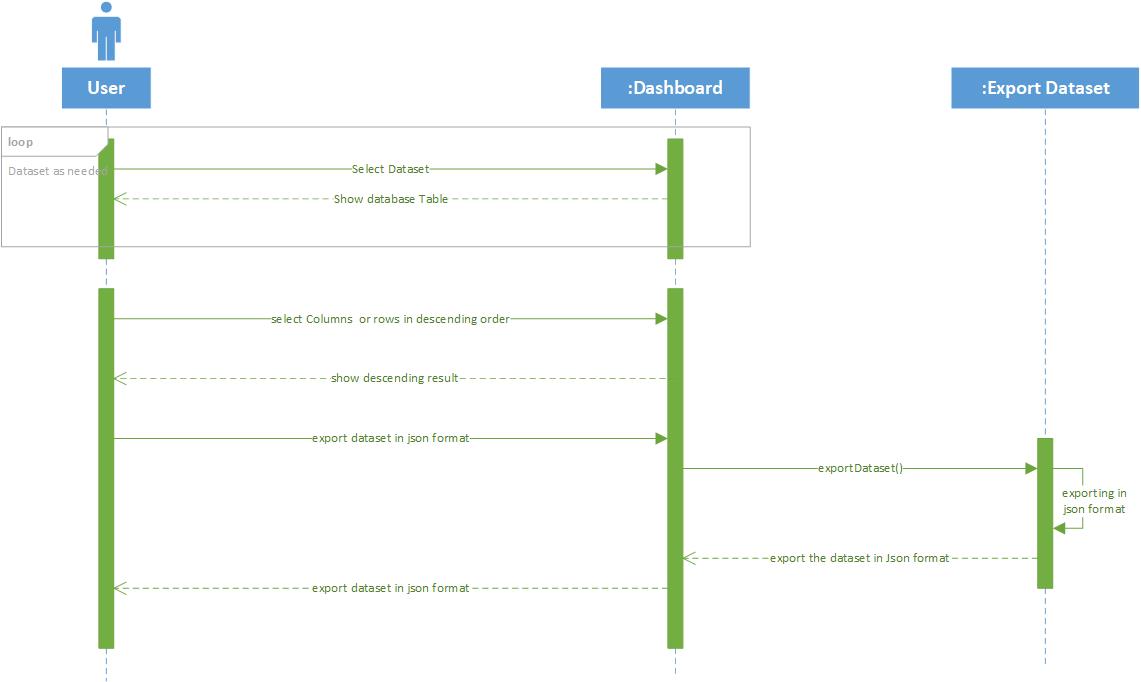 User
:Dashboard
:Export Dataset
loop
Dataset as needed
Select Dataset
Show database Table
select Columns  or rows in descending order
show descending result
export dataset in json format
exportDataset()
exporting in
json format
export the dataset in Json format
export dataset in json format